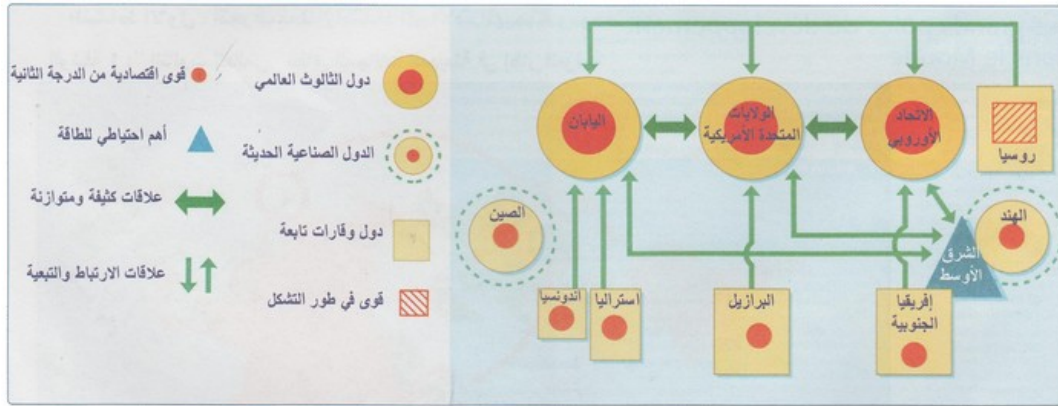 قوى اقتصادية من الدرجة الثانية
أهم احتياطي للطاقة
علاقات كثيفة ومتوازنة
علاقات الارتباط والتبعية
دول الثالوث العالمي
الدول الصناعية الحديثة
دول وقارات تابعة
قوى في طور التشكل
روسيا
الاتحاد
الأوروبي
الولايات
المتحدة الأمريكية
اليابان
الهند
الشرق
الأوسط
الصين
إفريقيا
الجنوبية
البرازيل
استراليا
اندونسيا